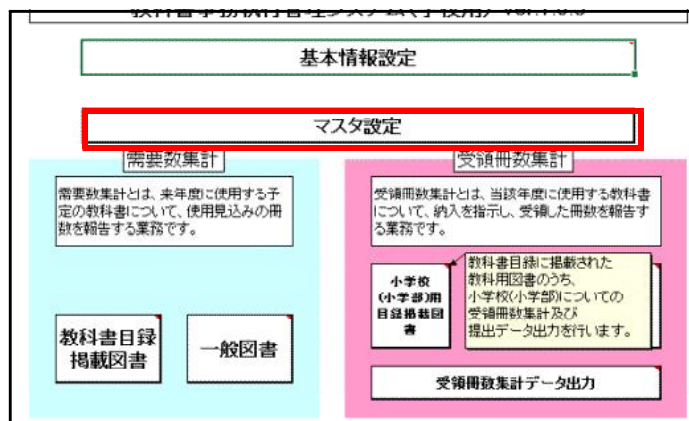 基本情報設定
マスタ設定
需要数集計
需要数集計とは、来年度に使用する予
定の教科書について、使用見込みの冊
数を報告する業務です。
教科書目録
掲載図書
一般図書
受領冊数集計
受領冊数集計とは、当該年度に使用する教科書
について、納入を指示し、受領した冊数を報告す
る業務です。
小学校
(小学部)用
目録掲載図
書
教科書目録に掲載された
教科用図書のうち、
小学校(小学部)についての
受領冊数集計及び
提出データ出力を行います。
受領冊数集計データ出力